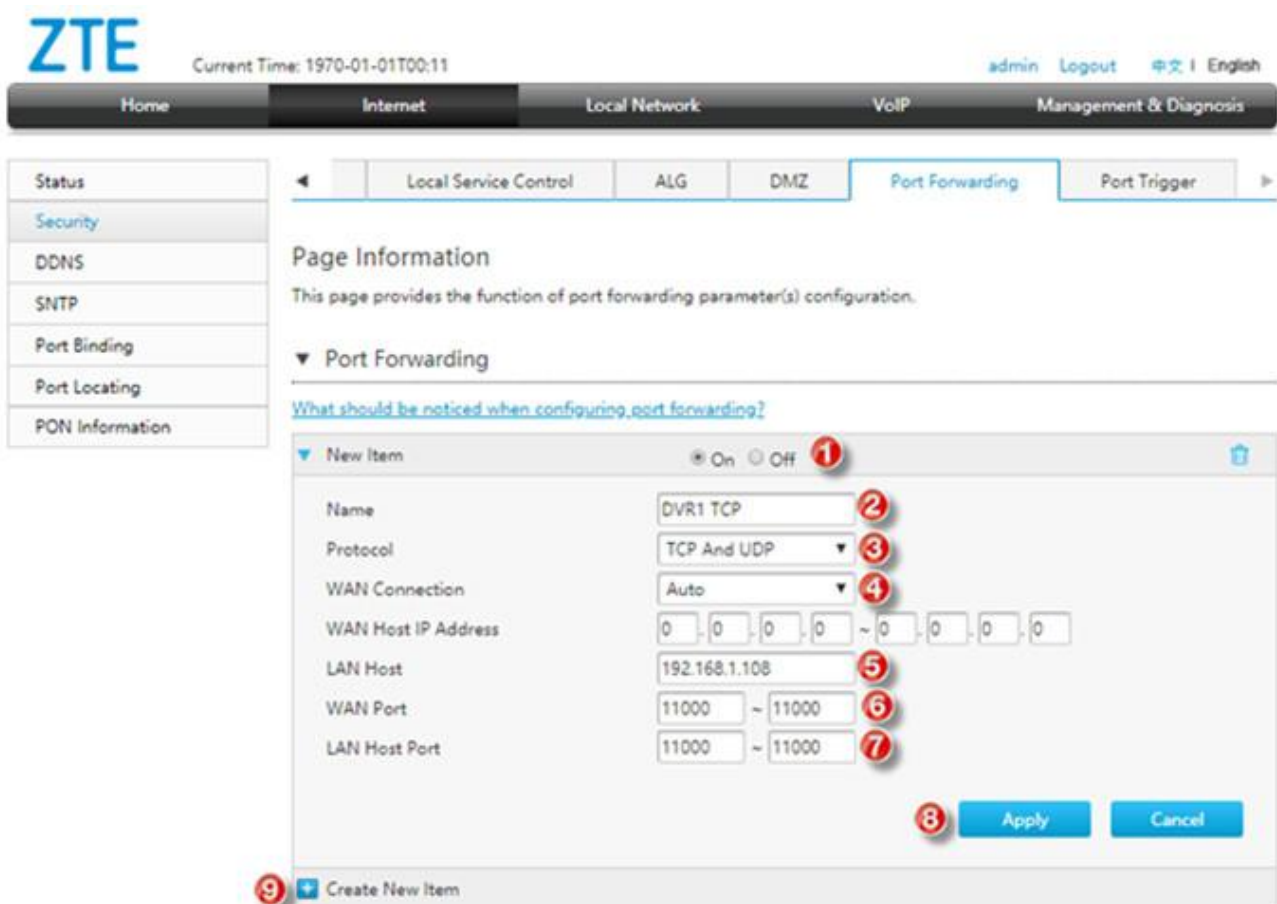 ZTE
Current Time: 1970-01-01T00:11
admin Logout 中文 | English
Home Internet Local Network VoIP Management & Diagnosis
Status
Security
DDNS
SNTP
Port Binding
Port Locating
PON Information
Local Service Control ALG DMZ Port Forwarding Port Trigger
Page Information
This page provides the function of port forwarding parameter(s) configuration.
Port Forwarding
What should be noticed when configuring port forwarding?
New Item On Off 1
Name DVR1 TCP 2
Protocol TCP And UDP 3
WAN Connection Auto 4
WAN Host IP Address 0 . 0 . 0 . 0 ~ 0 . 0 . 0 . 0
LAN Host 192.168.1.108 5
WAN Port 11000 ~ 11000 6
LAN Host Port 11000 ~ 11000 7
8 Apply Cancel
9 + Create New Item